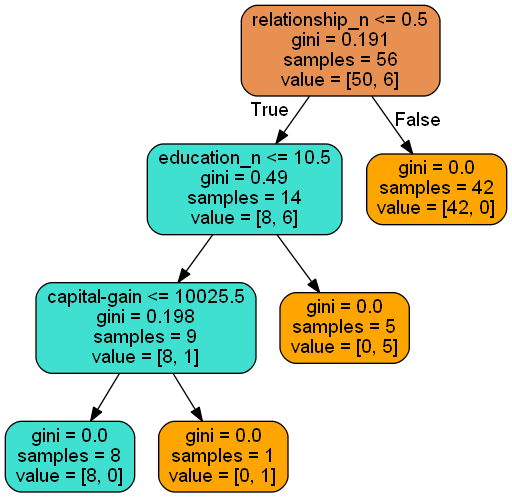 relationship_n <= 0.5
gini = 0.191
samples = 56
value = [50, 6]
True
False
education_n <= 10.5
gini = 0.49
samples = 14
value = [8, 6]
gini = 0.0
samples = 42
value = [42, 0]
capital-gain <= 10025.5
gini = 0.198
samples = 9
value = [8, 1]
gini = 0.0
samples = 5
value = [0, 5]
gini = 0.0
samples = 8
value = [8, 0]
gini = 0.0
samples = 1
value = [0, 1]